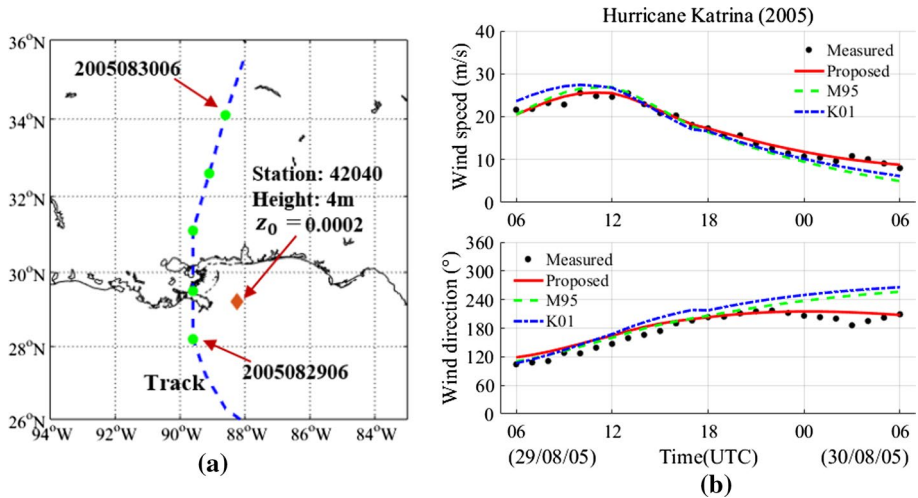 (a)
36°N
34°N
32°N
30°N
28°N
26°N
94°W
92°W
90°W
88°W
86°W
84°W
2005083006
Station: 42040
Height: 4m
z0 = 0.0002
2005082906
Track
(a)
Hurricane Katrina (2005)
Wind speed (m/s)
40
30
20
10
0
Measured
Proposed
M95
K01
06
12
18
00
06
Wind direction (°)
360
300
240
180
120
60
0
Measured
Proposed
M95
K01
06
12
18
00
06
(29/08/05)
Time(UTC)
(30/08/05)
(b)